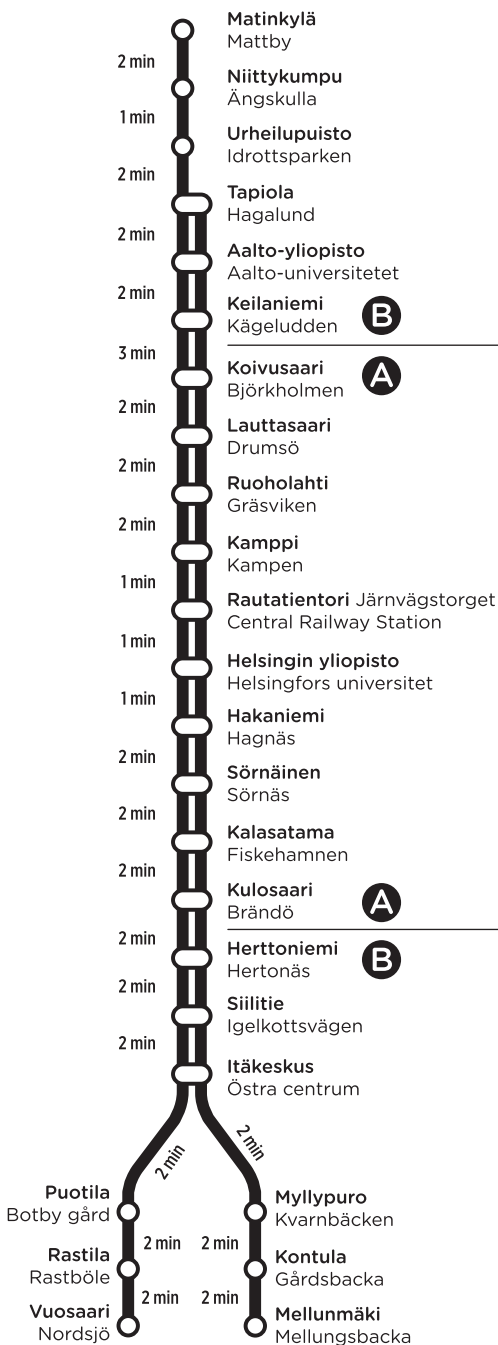 Matinkylä
Mattby
2 min
Niittykumpu
Ängskulla
1 min
Urheilupuisto
Idrottsparken
2 min
Tapiola
Hagalund
2 min
Aalto-yliopisto
Aalto-universitetet
2 min
Keilaniemi
Kägeludden
B
3 min
Koivusaari
Björkholmen
A
2 min
Lauttasaari
Drumsö
2 min
Ruoholahti
Gräsviken
2 min
Kamppi
Kampen
1 min
Rautatientori Järnvägstorget
Central Railway Station
1 min
Helsingin yliopisto
Helsingfors universitet
1 min
Hakaniemi
Hagnäs
2 min
Sörnäinen
Sörnäs
2 min
Kalasatama
Fiskehamnen
2 min
Kulosaari
Brändö
A
2 min
Herttoniemi
Hertonäs
B
2 min
Siilitie
Igelkottsvägen
2 min
Itäkeskus
Östra centrum
2 min
2 min
Puotila
Botby gård
2 min
Rastila
Rastböle
2 min
Vuosaari
Nordsjö
Myllypuro
Kvarnbäcken
2 min
Kontula
Gårdsbacka
2 min
Mellunmäki
Mellungsbacka